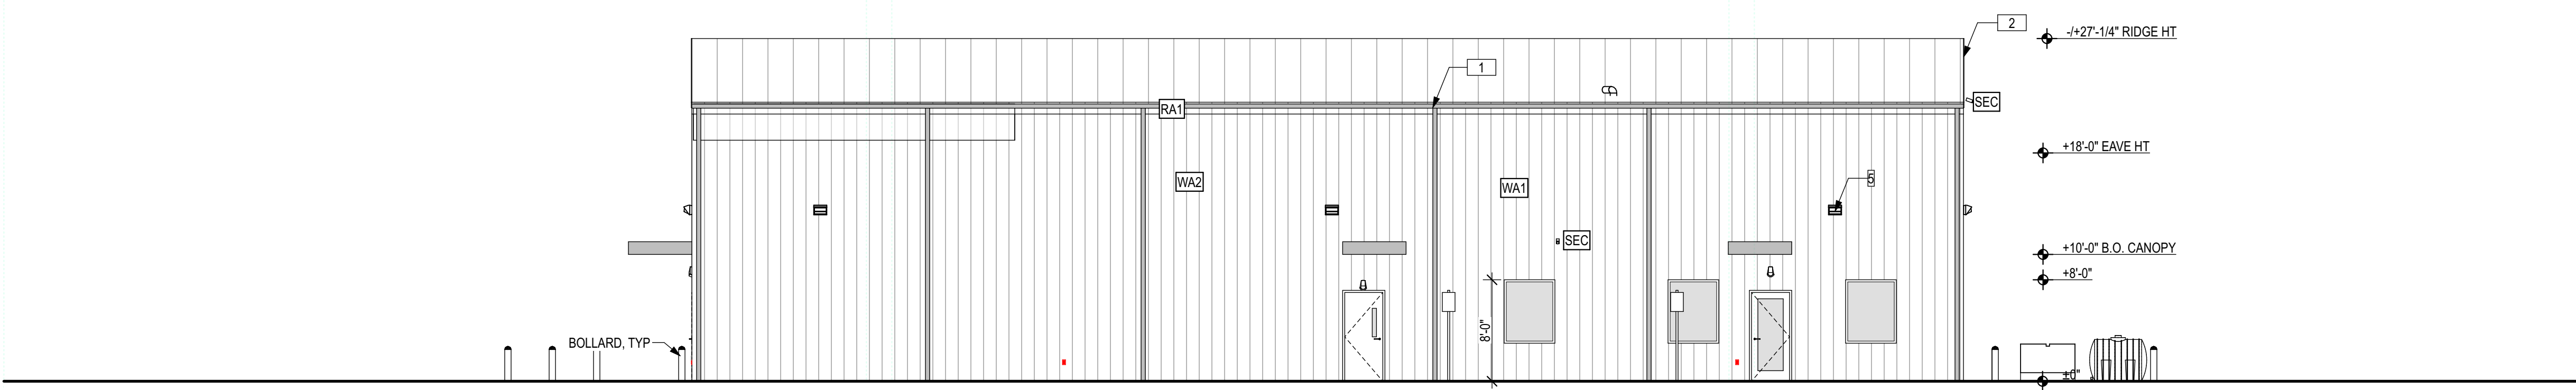 2
-/+27'-1/4" RIDGE HT
1
SEC
RA1
+18'-0" EAVE HT
WA2
WA1
5
SEC
+10'-0" B.O. CANOPY
+8'-0"
8'-0"
BOLLARD, TYP
±0"